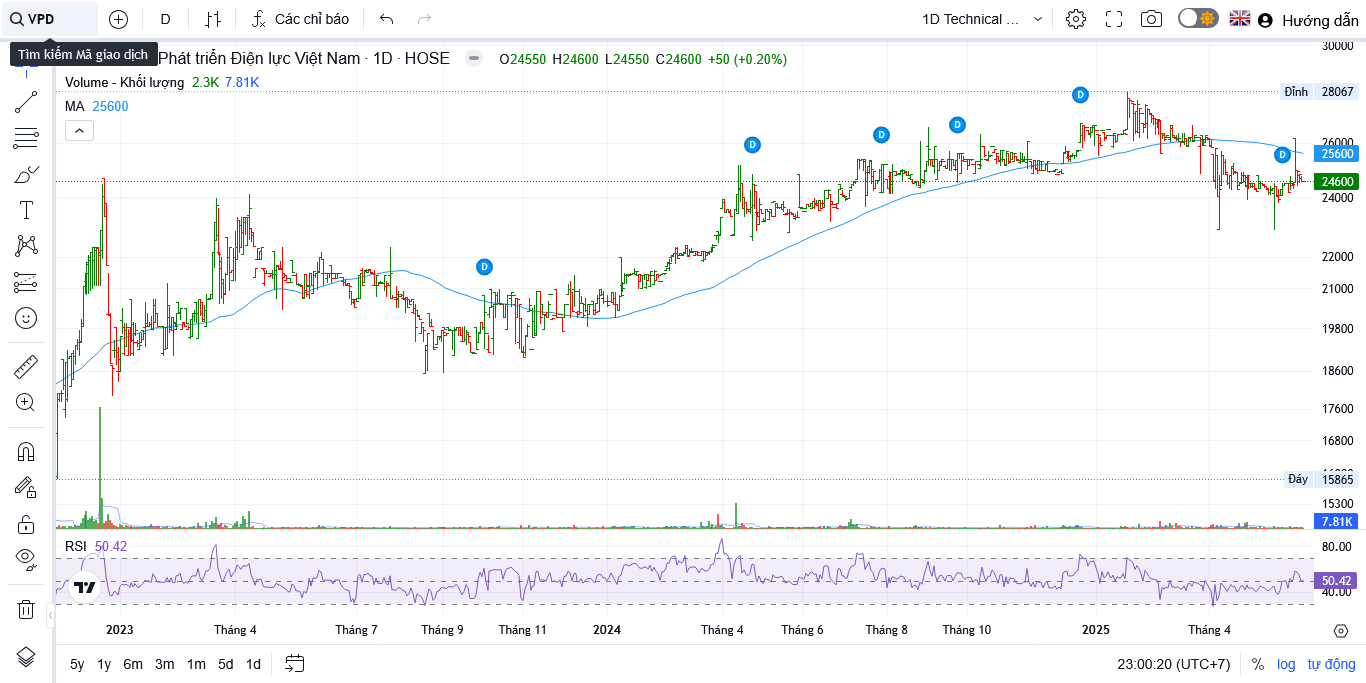 VPD
D
Các chỉ báo
1D Technical ...
Hướng dẫn
Tìm kiếm Mã giao dịch
Phát triển Điện lực Việt Nam · 1D · HOSE
O24550 H24600 L24550 C24600 +50 (+0.20%)
Volume - Khối lượng 2.3K 7.81K
MA 25600
30000
Đỉnh 28067
26000
25600
24600
24000
22000
21000
19800
18600
17600
16800
Đáy 15865
15300
7.81K
D
D
D
D
D
D
RSI 50.42
80.00
50.42
40.00
2023
Tháng 4
Tháng 7
Tháng 9
Tháng 11
2024
Tháng 4
Tháng 6
Tháng 8
Tháng 10
2025
Tháng 4
5y 1y 6m 3m 1m 5d 1d
23:00:20 (UTC+7)
% log tự động